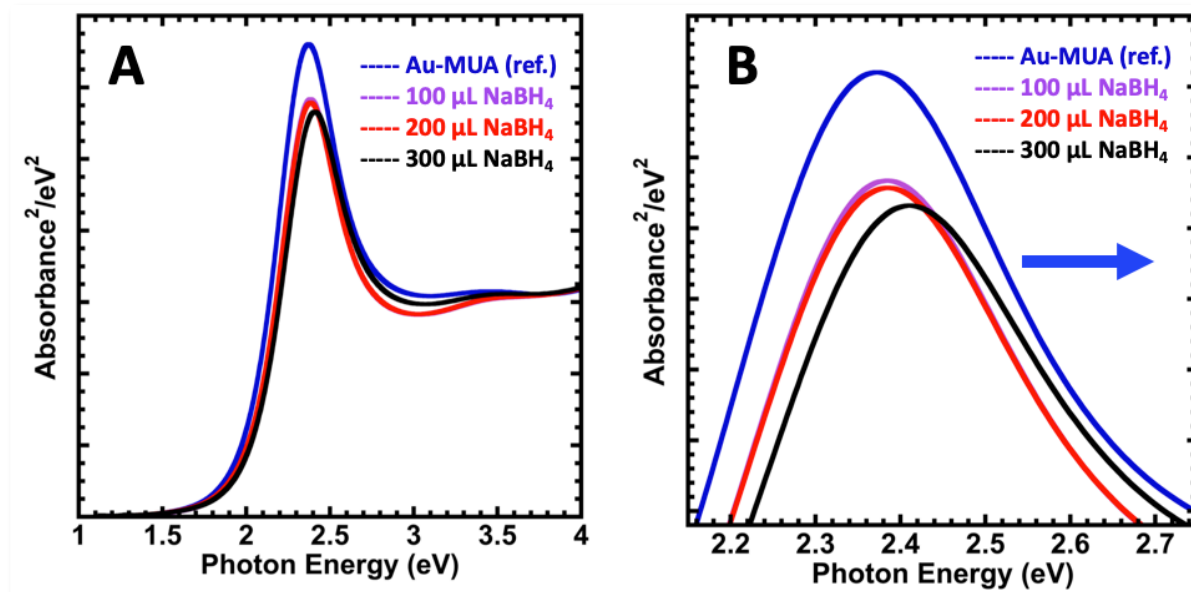 A
----- Au-MUA (ref.)
----- 100 µL NaBH₄
----- 200 µL NaBH₄
----- 300 µL NaBH₄
Absorbance²/eV²
1 1.5 2 2.5 3 3.5 4
Photon Energy (eV)
B
----- Au-MUA (ref.)
----- 100 µL NaBH₄
----- 200 µL NaBH₄
----- 300 µL NaBH₄
Absorbance²/eV²
2.2 2.3 2.4 2.5 2.6 2.7
Photon Energy (eV)